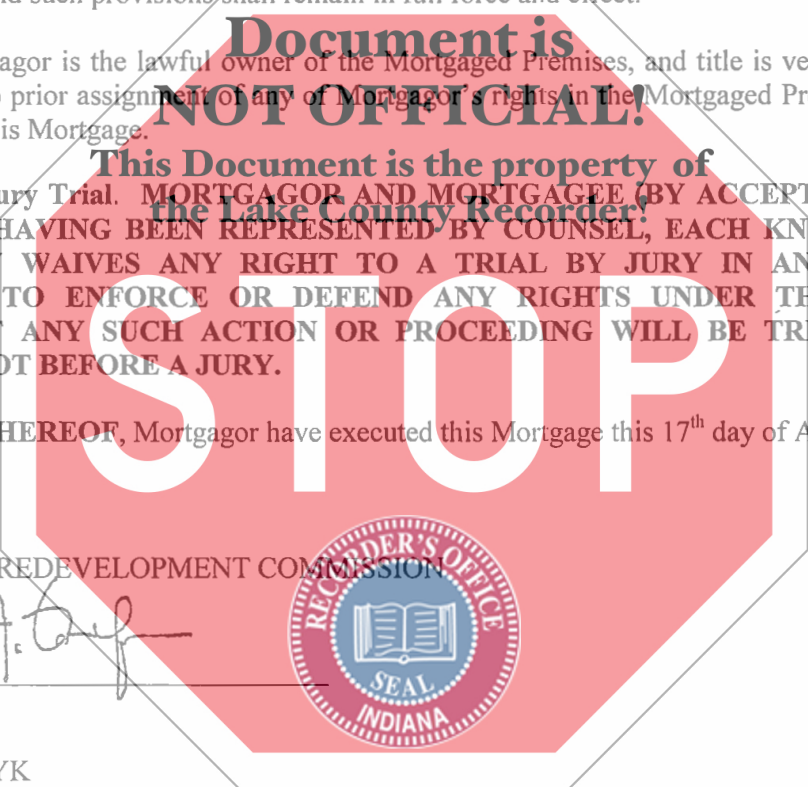 d such provisions shall remain in full force and effect.
Document is
agor is the lawful owner of the Mortgaged Premises, and title is ve
NOT OFFICIAL!
prior assignment of any of Mortgagor's rights in the Mortgaged Pr
is Mortgage.
This Document is the property of
the Lake County Recorder!
ury Trial. MORTGAGOR AND MORTGAGEE (BY ACCEPT
HAVING BEEN REPRESENTED BY COUNSEL, EACH KN
WAIVES ANY RIGHT TO A TRIAL BY JURY IN AN
TO ENFORCE OR DEFEND ANY RIGHTS UNDER TH
ANY SUCH ACTION OR PROCEEDING WILL BE TRI
OT BEFORE A JURY.
STOP
HEREOF, Mortgagor have executed this Mortgage this 17th day of A
REDEVELOPMENT COMMISSION
RECORDER'S OFFICE
SEAL
INDIANA
YK